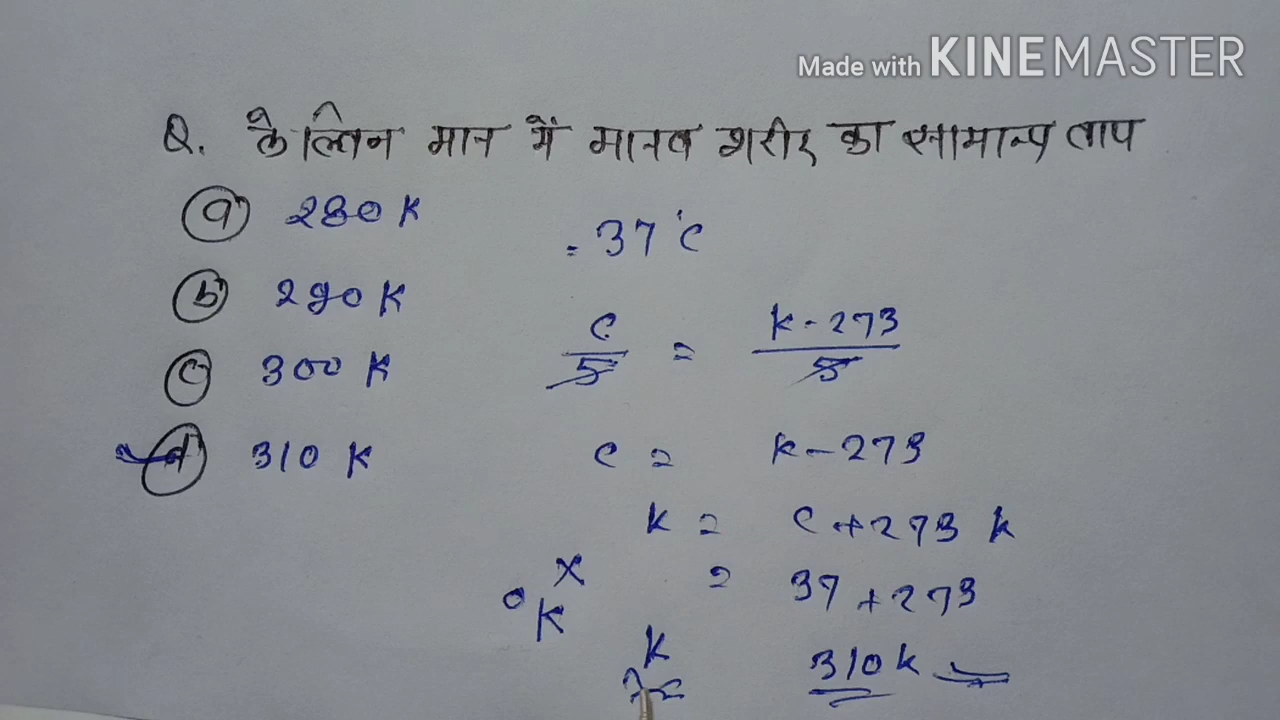 Made with KINEMASTER
Q. केल्विन मान में मानव शरीर का सामान्य ताप
(a) 280 K
= 37°C
(b) 290 K
C/5 = K - 273/5
(c) 300 K
(d) 310 K
C = K - 273
K = C + 273 K
= 37 + 273
X
°K
K
310 K